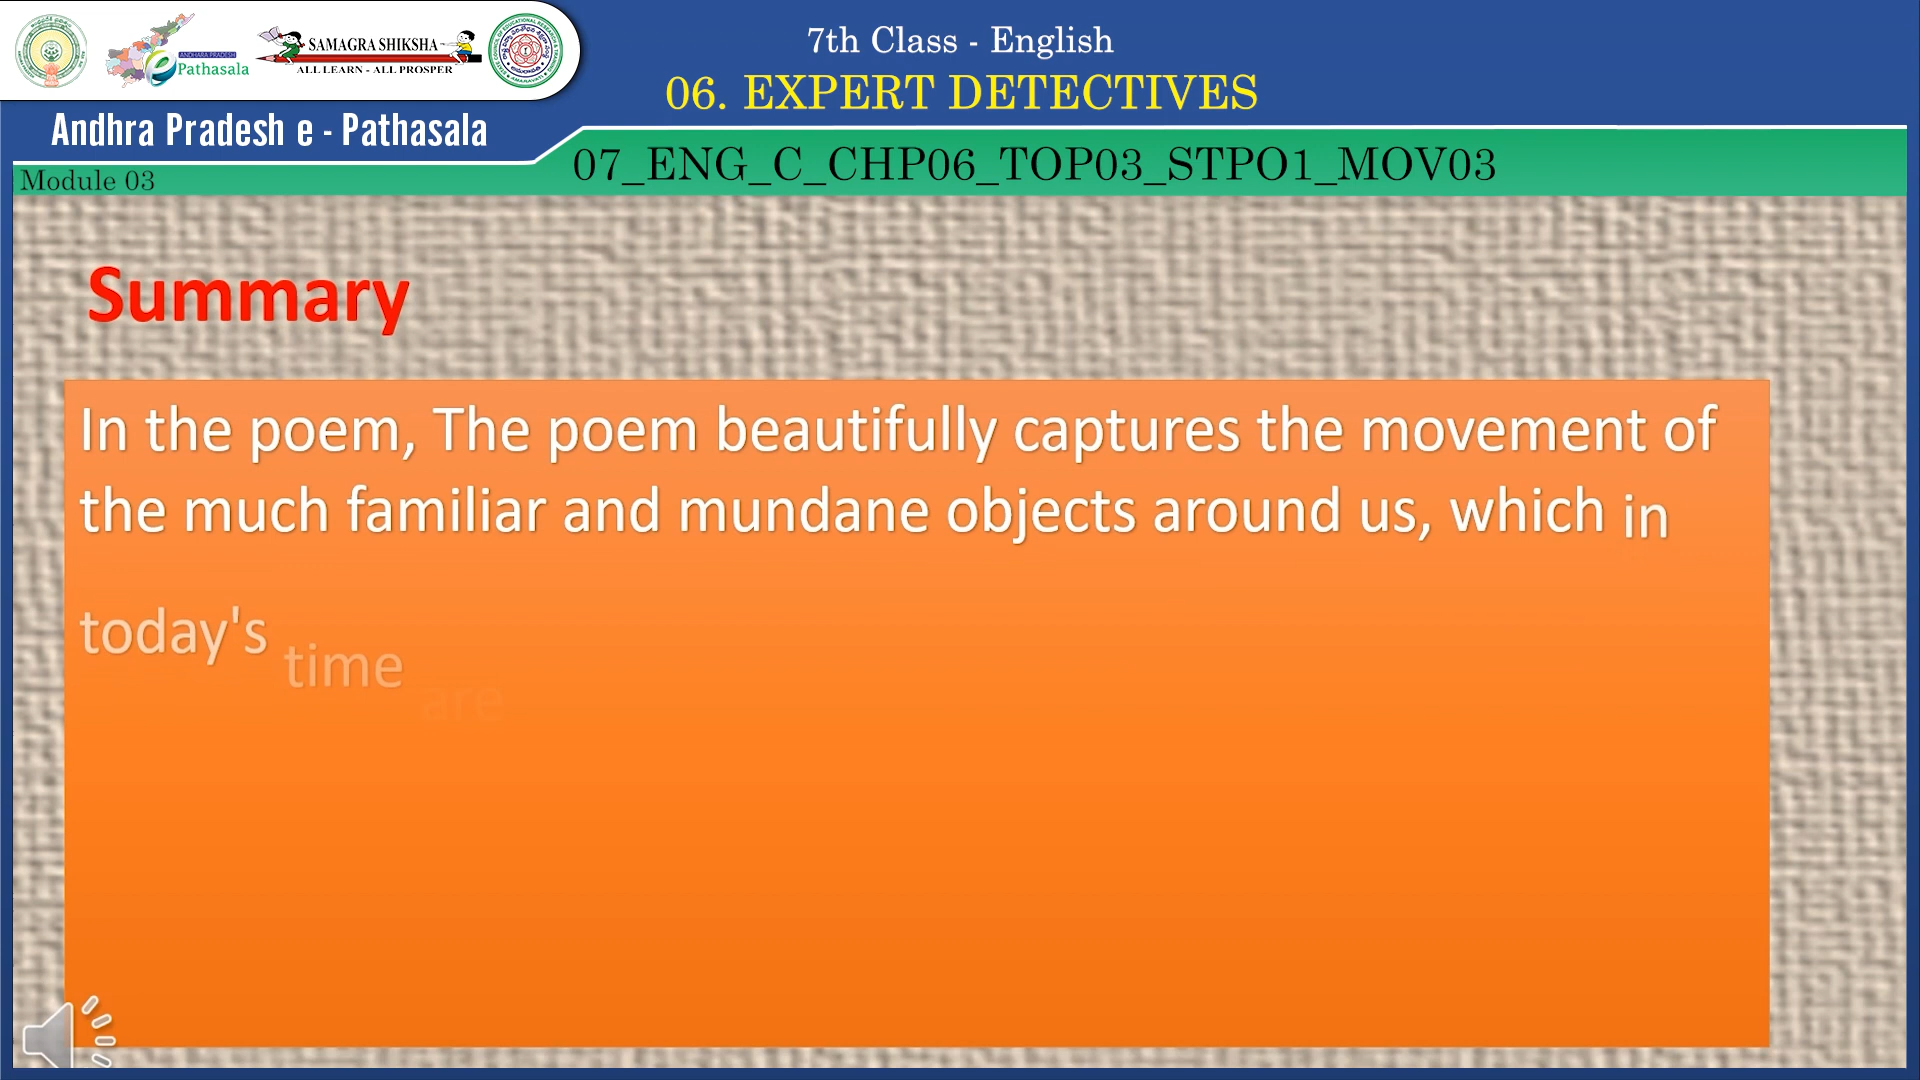 7th Class - English
06. EXPERT DETECTIVES
ANDHRA PRADESH
e Pathasala
SAMAGRA SHIKSHA
ALL LEARN - ALL PROSPER
Andhra Pradesh e - Pathasala
07_ENG_C_CHP06_TOP03_STPO1_MOV03
Module 03
Summary
In the poem, The poem beautifully captures the movement of
the much familiar and mundane objects around us, which in
today's time are